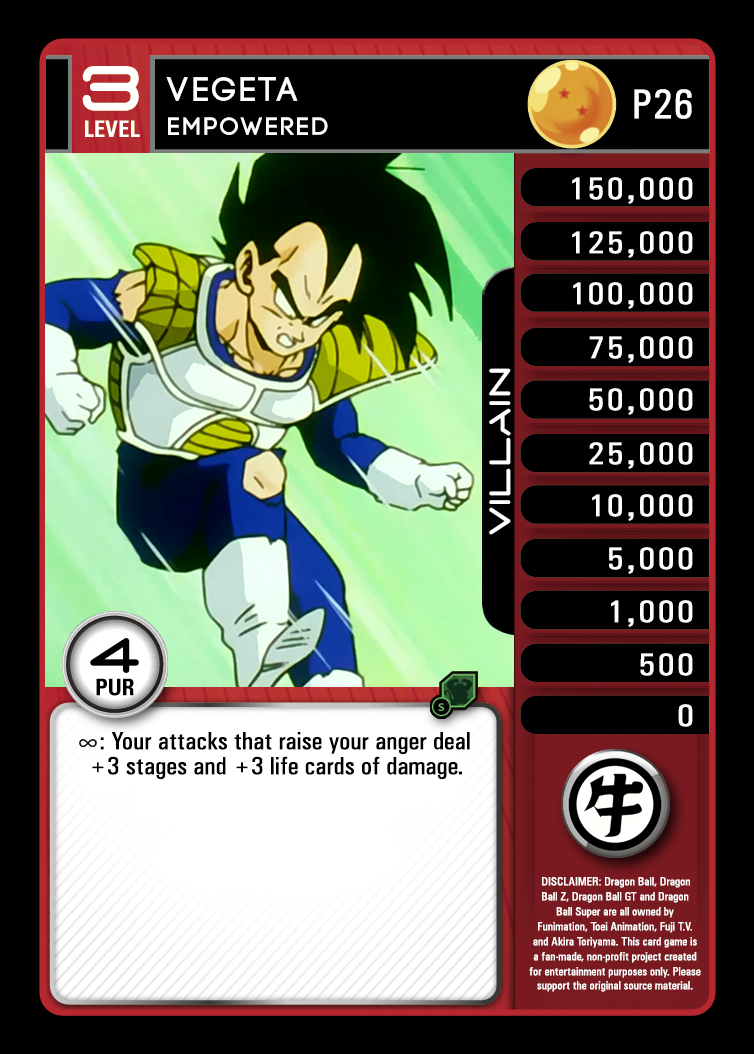 3
LEVEL
VEGETA
EMPOWERED
P26
150,000
125,000
100,000
75,000
50,000
25,000
10,000
5,000
1,000
500
0
VILLAIN
4
PUR
S
∞: Your attacks that raise your anger deal
+3 stages and +3 life cards of damage.
牛
DISCLAIMER: Dragon Ball, Dragon
Ball Z, Dragon Ball GT and Dragon
Ball Super are all owned by
Funimation, Toei Animation, Fuji T.V.
and Akira Toriyama. This card game is
a fan-made, non-profit project created
for entertainment purposes only. Please
support the original source material.